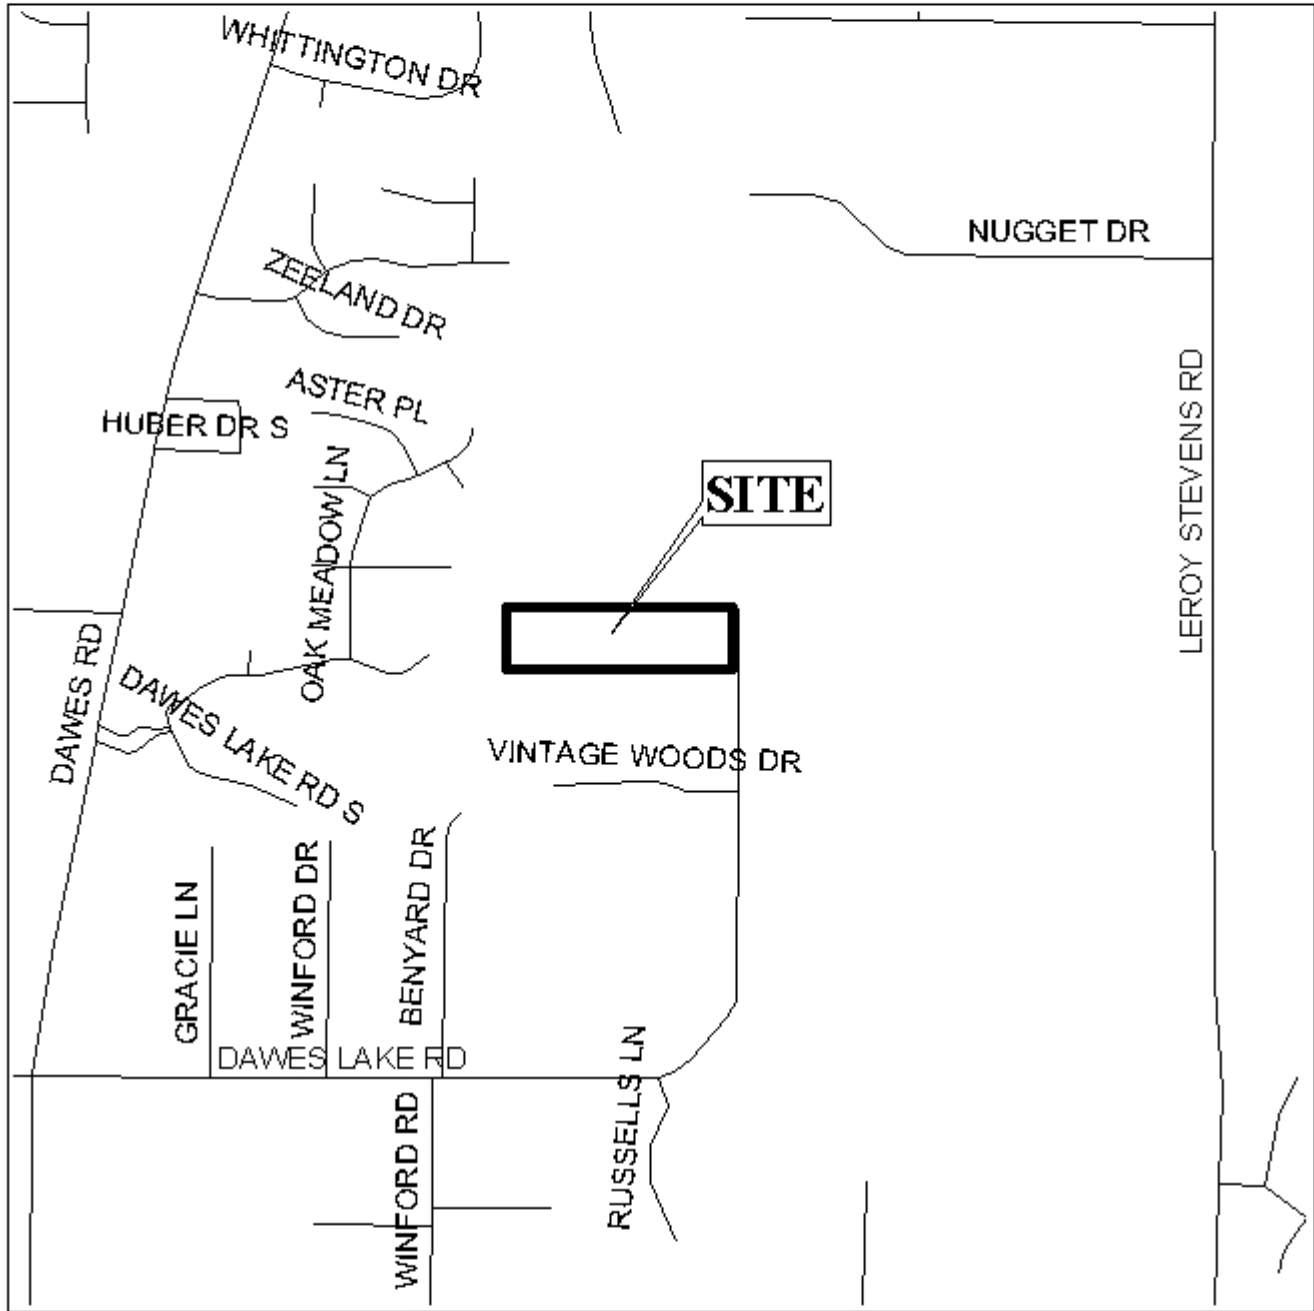 WHITTINGTON DR
NUGGET DR
ZEELAND DR
ASTER PL
HUBER DR S
LEROY STEVENS RD
OAK MEADOW LN
SITE
DAWES RD
DAWES LAKE RD S
VINTAGE WOODS DR
GRACIE LN
WINFORD DR
BENYARD DR
DAWES LAKE RD
RUSSELLS LN
WINFORD RD